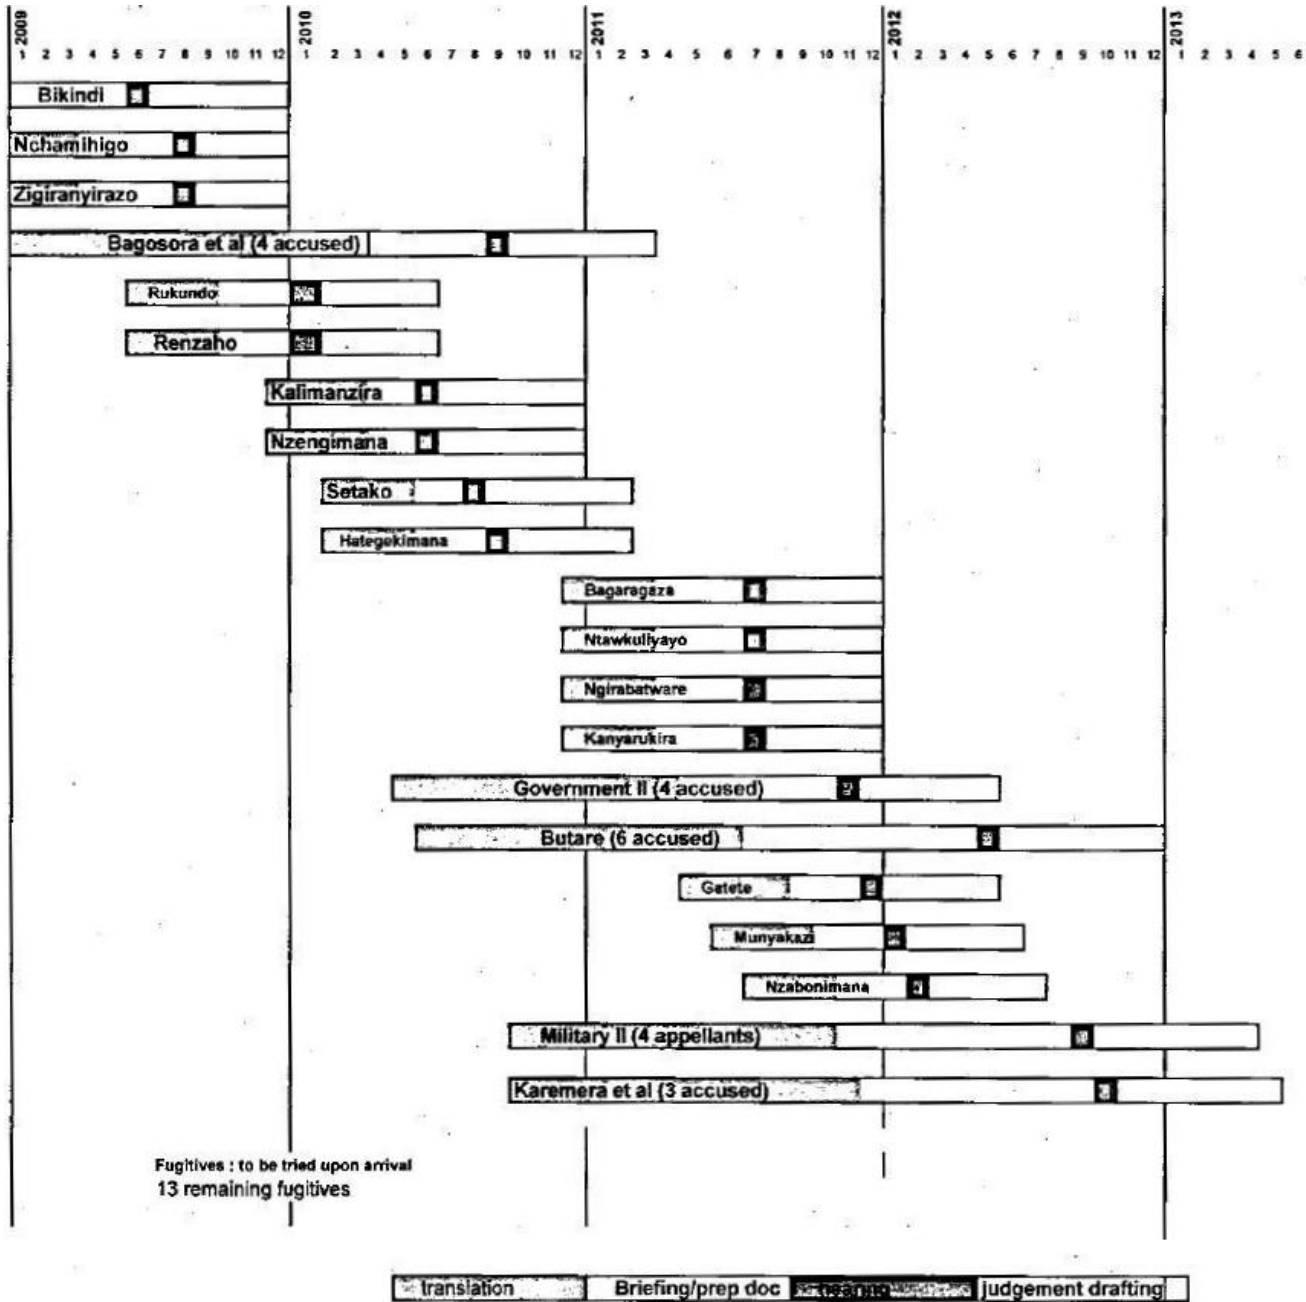 2009 2010 2011 2012 2013
1 2 3 4 5 6 7 8 9 10 11 12 1 2 3 4 5 6 7 8 9 10 11 12 1 2 3 4 5 6 7 8 9 10 11 12 1 2 3 4 5 6 7 8 9 10 11 12 1 2 3 4 5 6
Bikindi
Nchamihigo
Zigiranyirazo
Bagosora et al (4 accused)
Rukundo
Renzaho
Kalimanzira
Nzengimana
Setako
Hategekimana
Bagaragaza
Ntawkuliyayo
Ngirabatware
Kanyarukira
Government II (4 accused)
Butare (6 accused)
Gatete
Munyakazi
Nzabonimana
Military II (4 appellants)
Karemera et al (3 accused)
Fugitives : to be tried upon arrival
13 remaining fugitives
translation Briefing/prep doc hearing judgement drafting